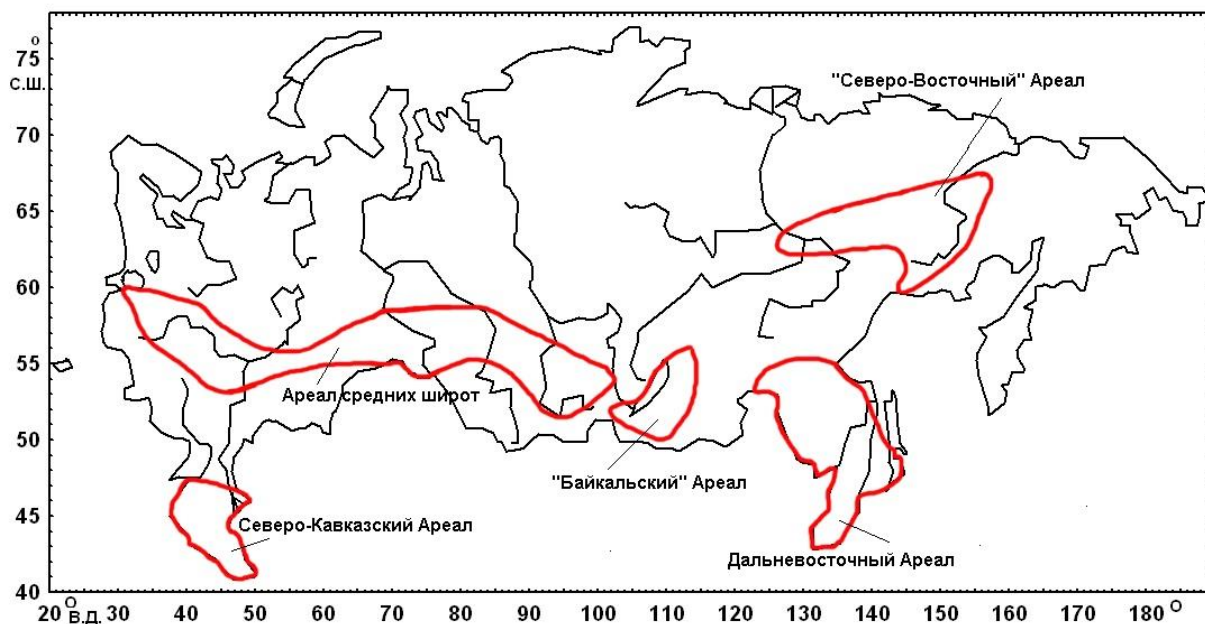 o
75
С.Ш.
"Северо-Восточный" Ареал
70
65
60
55
Ареал средних широт
50
"Байкальский" Ареал
45
Северо-Кавказский Ареал
Дальневосточный Ареал
40
20 O В.Д. 30 40 50 60 70 80 90 100 110 120 130 140 150 160 170 180 O